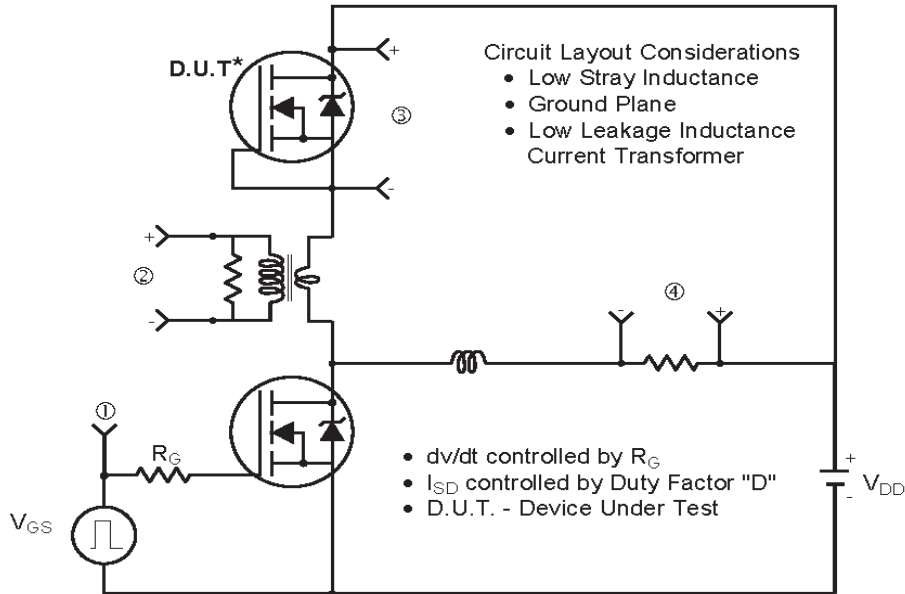 D.U.T*
+
③
-
Circuit Layout Considerations
• Low Stray Inductance
• Ground Plane
• Low Leakage Inductance
Current Transformer
+
②
-
④
-
+
①
R_G
V_GS
• dv/dt controlled by R_G
• I_SD controlled by Duty Factor "D"
• D.U.T. - Device Under Test
+
V_DD
-